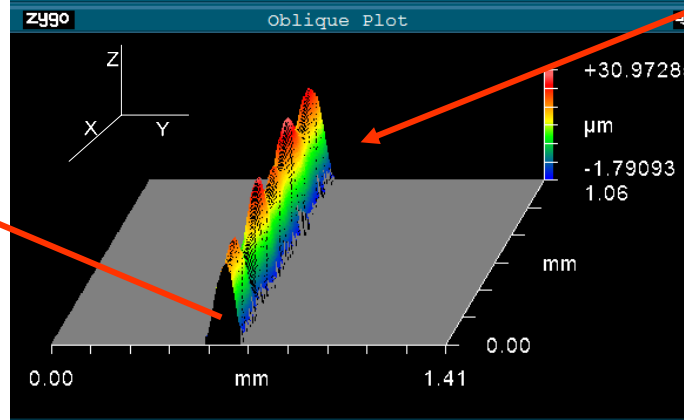 zygo
Oblique Plot
Z
X
Y
+30.9728
µm
-1.79093
1.06
mm
0.00
0.00
mm
1.41